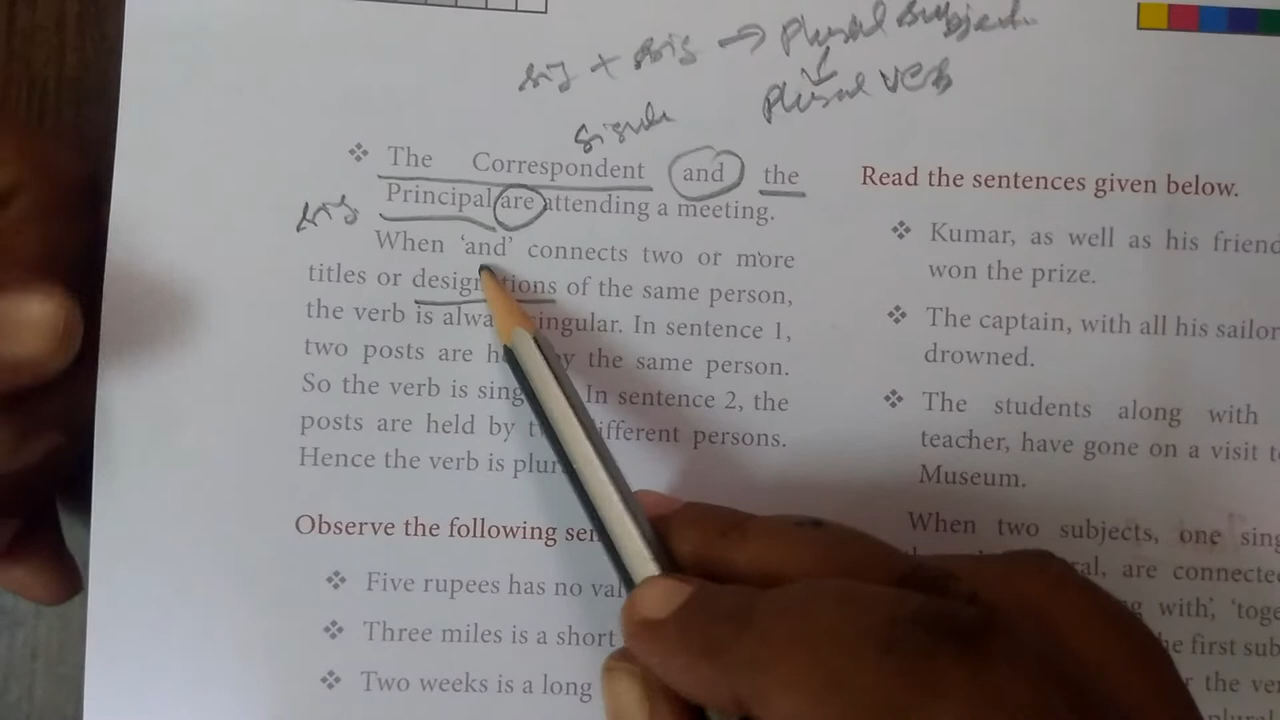 sig + sig → plural subject
plural verb
❖ The Correspondent and the
Principal are attending a meeting.
sig
When ‘and’ connects two or more
titles or designations of the same person,
the verb is always singular. In sentence 1,
two posts are held by the same person.
So the verb is singular. In sentence 2, the
posts are held by two different persons.
Hence the verb is plural
Observe the following
❖ Five rupees has no
❖ Three miles is a short
❖ Two weeks is a long
Read the sentences given below.
❖ Kumar, as well as his
won the prize.
❖ The captain, with all his
drowned.
❖ The students along with
teacher, have gone on a visit
Museum.
When two subjects, one
are
with’,
the first
the